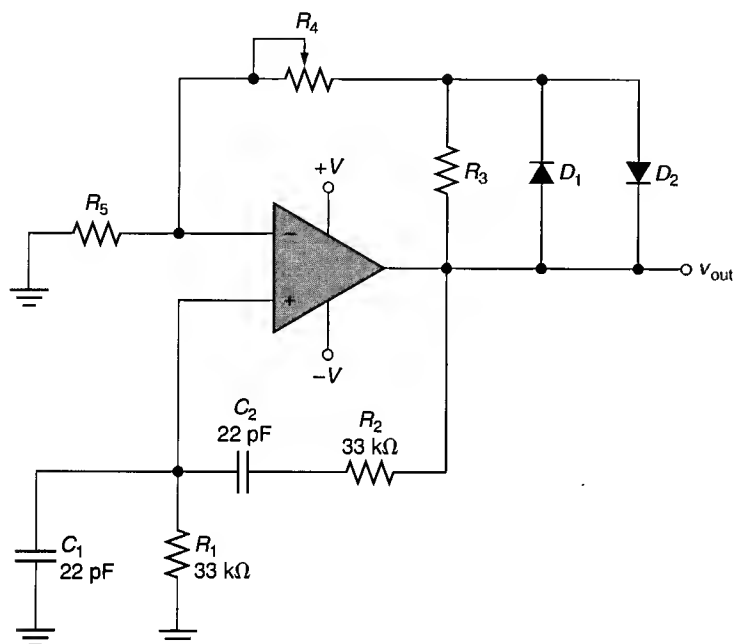 R4
+V
R3
D1
D2
R5
−
+
vout
−V
C2
22 pF
R2
33 kΩ
C1
22 pF
R1
33 kΩ